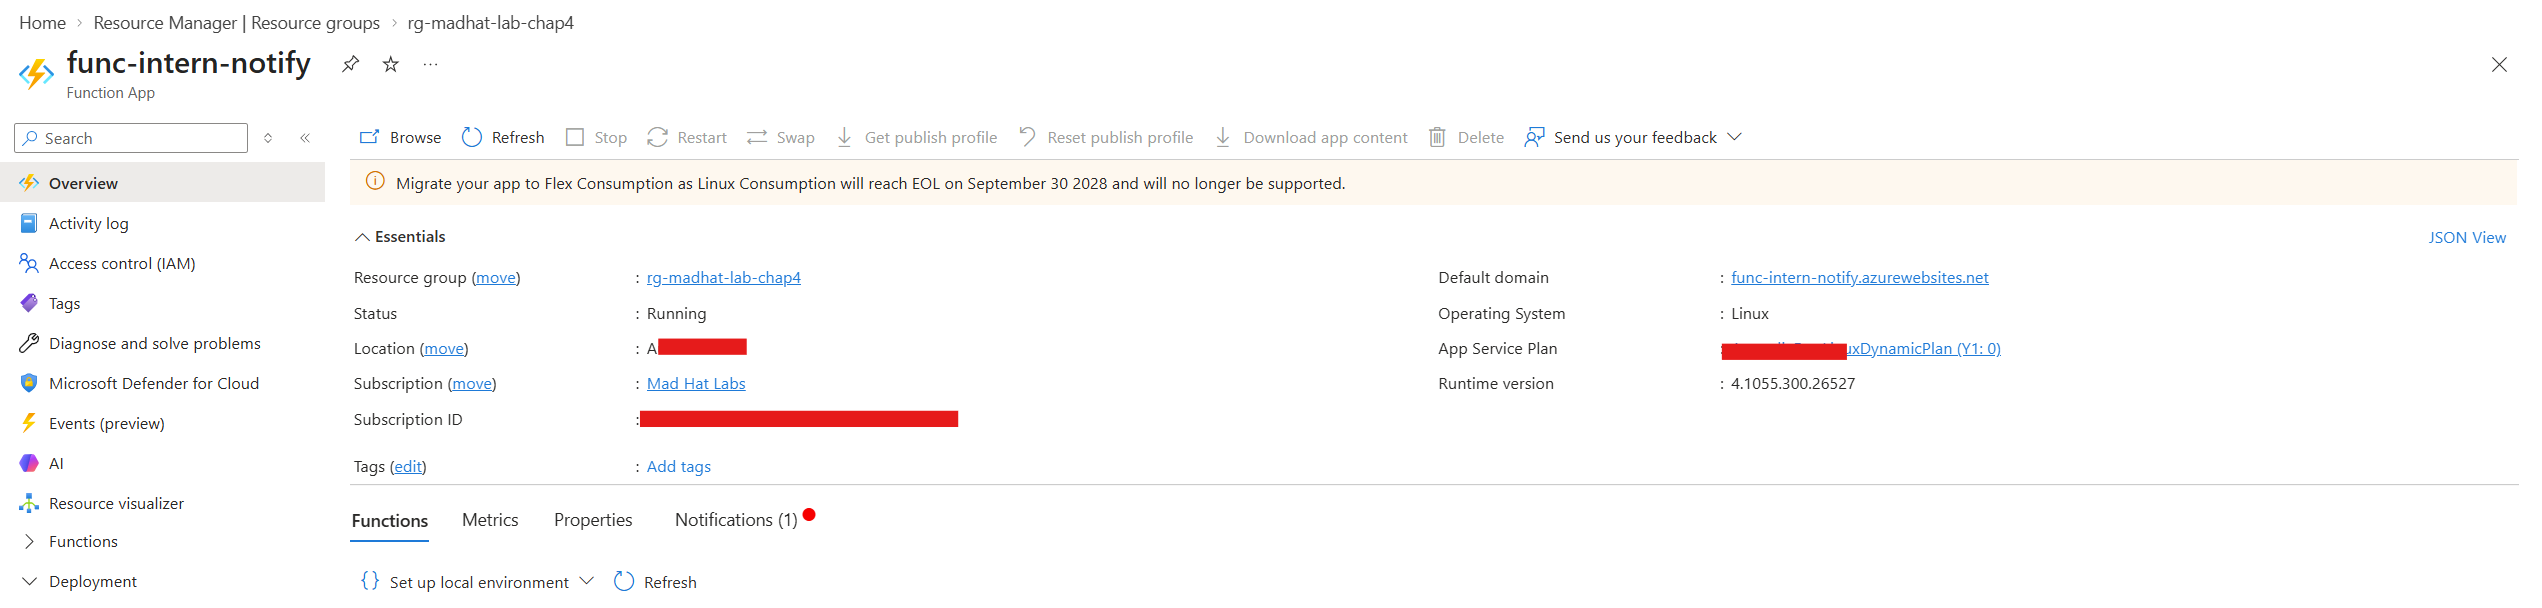 Home > Resource Manager | Resource groups > rg-madhat-lab-chap4
func-intern-notify
Function App
Search
Browse Refresh Stop Restart Swap Get publish profile Reset publish profile Download app content Delete Send us your feedback
Overview
Activity log
Access control (IAM)
Tags
Diagnose and solve problems
Microsoft Defender for Cloud
Events (preview)
AI
Resource visualizer
Functions
Deployment
Migrate your app to Flex Consumption as Linux Consumption will reach EOL on September 30 2028 and will no longer be supported.
Essentials
JSON View
Resource group (move) : rg-madhat-lab-chap4
Status : Running
Location (move) : A
Subscription (move) : Mad Hat Labs
Subscription ID :
Tags (edit) : Add tags
Default domain : func-intern-notify.azurewebsites.net
Operating System : Linux
App Service Plan : uxDynamicPlan (Y1: 0)
Runtime version : 4.1055.300.26527
Functions Metrics Properties Notifications (1)
{} Set up local environment Refresh